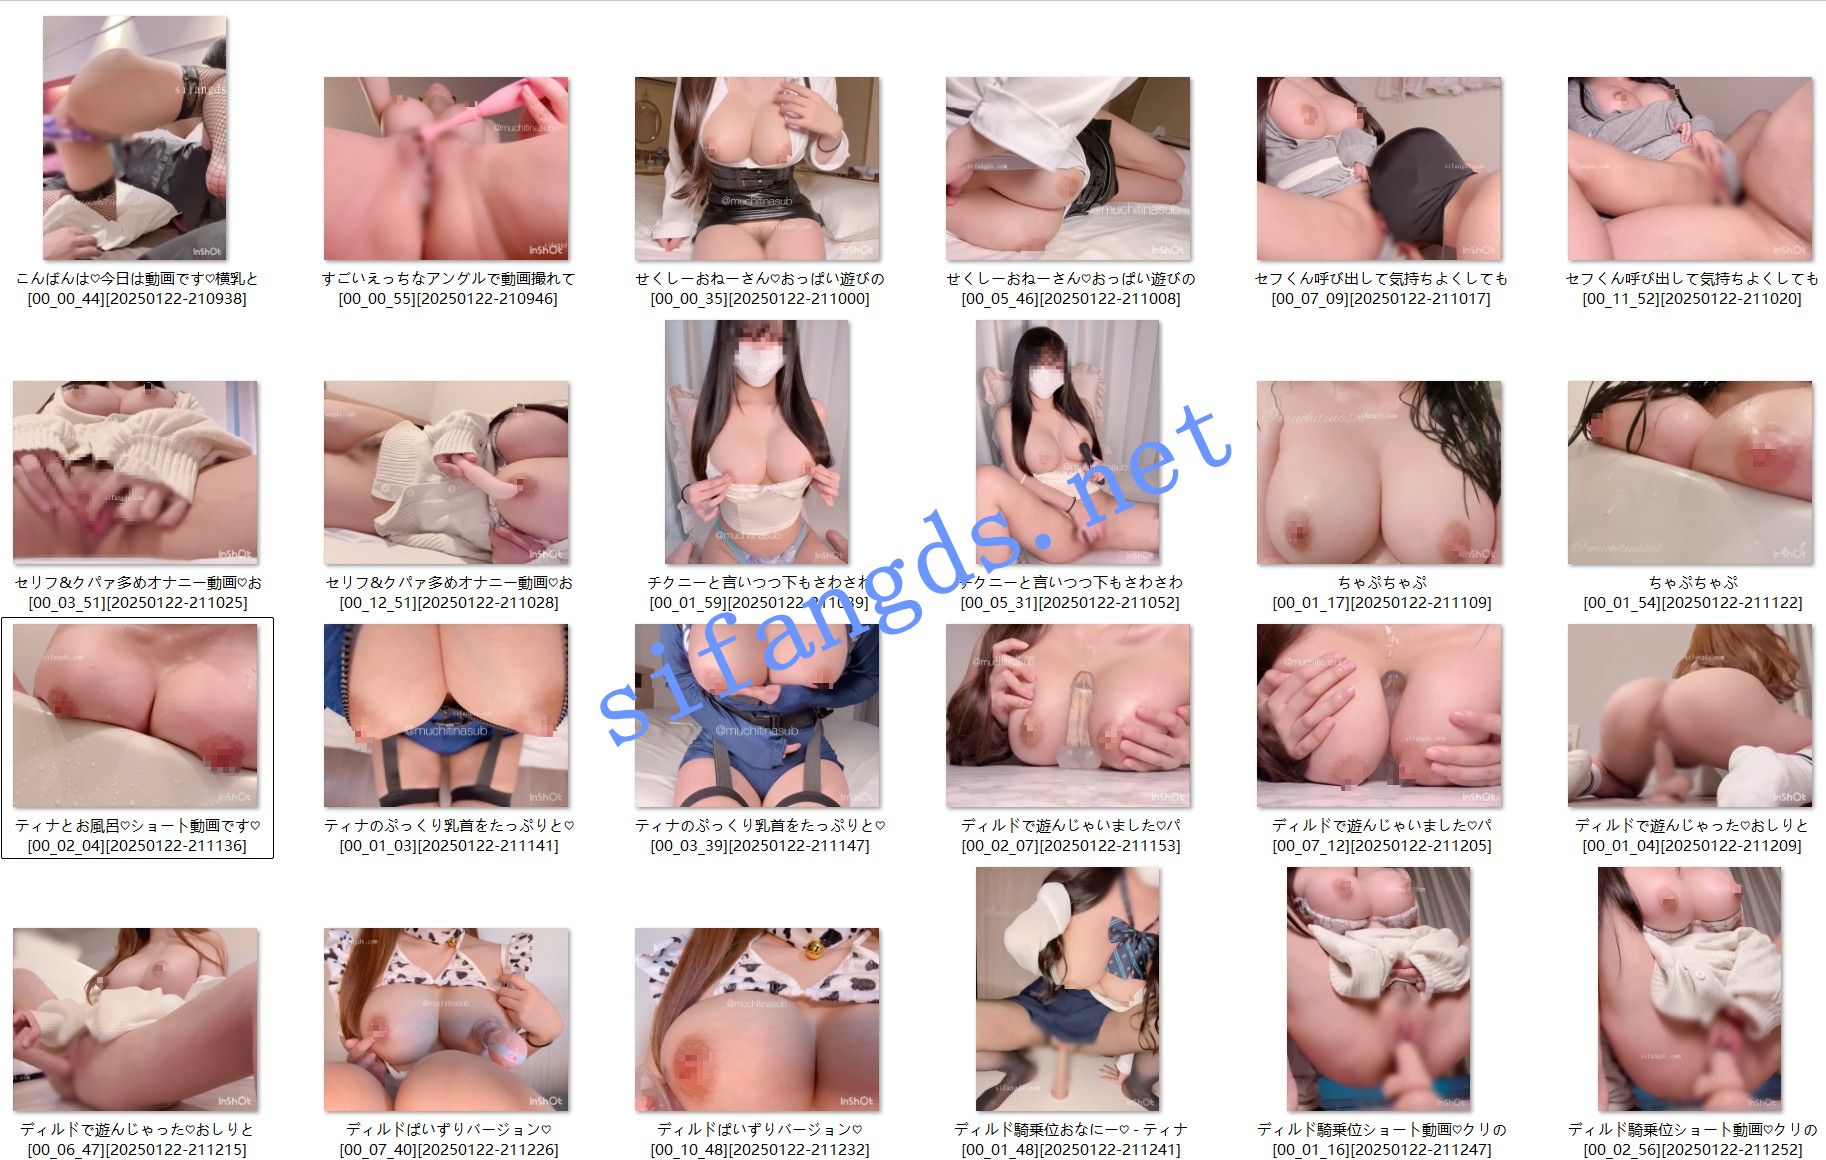 こんばんは♡今日は動画です♡横乳と
[00_00_44][20250122-210938]
すごいえっちなアングルで動画撮れて
[00_00_55][20250122-210946]
せくしーおねーさん♡おっぱい遊びの
[00_00_35][20250122-211000]
せくしーおねーさん♡おっぱい遊びの
[00_05_46][20250122-211008]
セフくん呼び出して気持ちよくしても
[00_07_09][20250122-211017]
セフくん呼び出して気持ちよくしても
[00_11_52][20250122-211020]
セリフ&クパァ多めオナニー動画♡お
[00_03_51][20250122-211025]
セリフ&クパァ多めオナニー動画♡お
[00_12_51][20250122-211028]
チクニーと言いつつ下もさわさわ
[00_01_59][20250122-211039]
チクニーと言いつつ下もさわさわ
[00_05_31][20250122-211052]
ちゃぷちゃぷ
[00_01_17][20250122-211109]
ちゃぷちゃぷ
[00_01_54][20250122-211122]
sifangds.net
ティナとお風呂♡ショート動画です♡
[00_02_04][20250122-211136]
ティナのぷっくり乳首をたっぷりと♡
[00_01_03][20250122-211141]
ティナのぷっくり乳首をたっぷりと♡
[00_03_39][20250122-211147]
ディルドで遊んじゃいました♡パ
[00_02_07][20250122-211153]
ディルドで遊んじゃいました♡パ
[00_07_12][20250122-211205]
ディルドで遊んじゃった♡おしりと
[00_01_04][20250122-211209]
ディルドで遊んじゃった♡おしりと
[00_06_47][20250122-211215]
ディルドぱいずりバージョン♡
[00_07_40][20250122-211226]
ディルドぱいずりバージョン♡
[00_10_48][20250122-211232]
ディルド騎乗位おなにー♡ - ティナ
[00_01_48][20250122-211241]
ディルド騎乗位ショート動画♡クリの
[00_01_16][20250122-211247]
ディルド騎乗位ショート動画♡クリの
[00_02_56][20250122-211252]